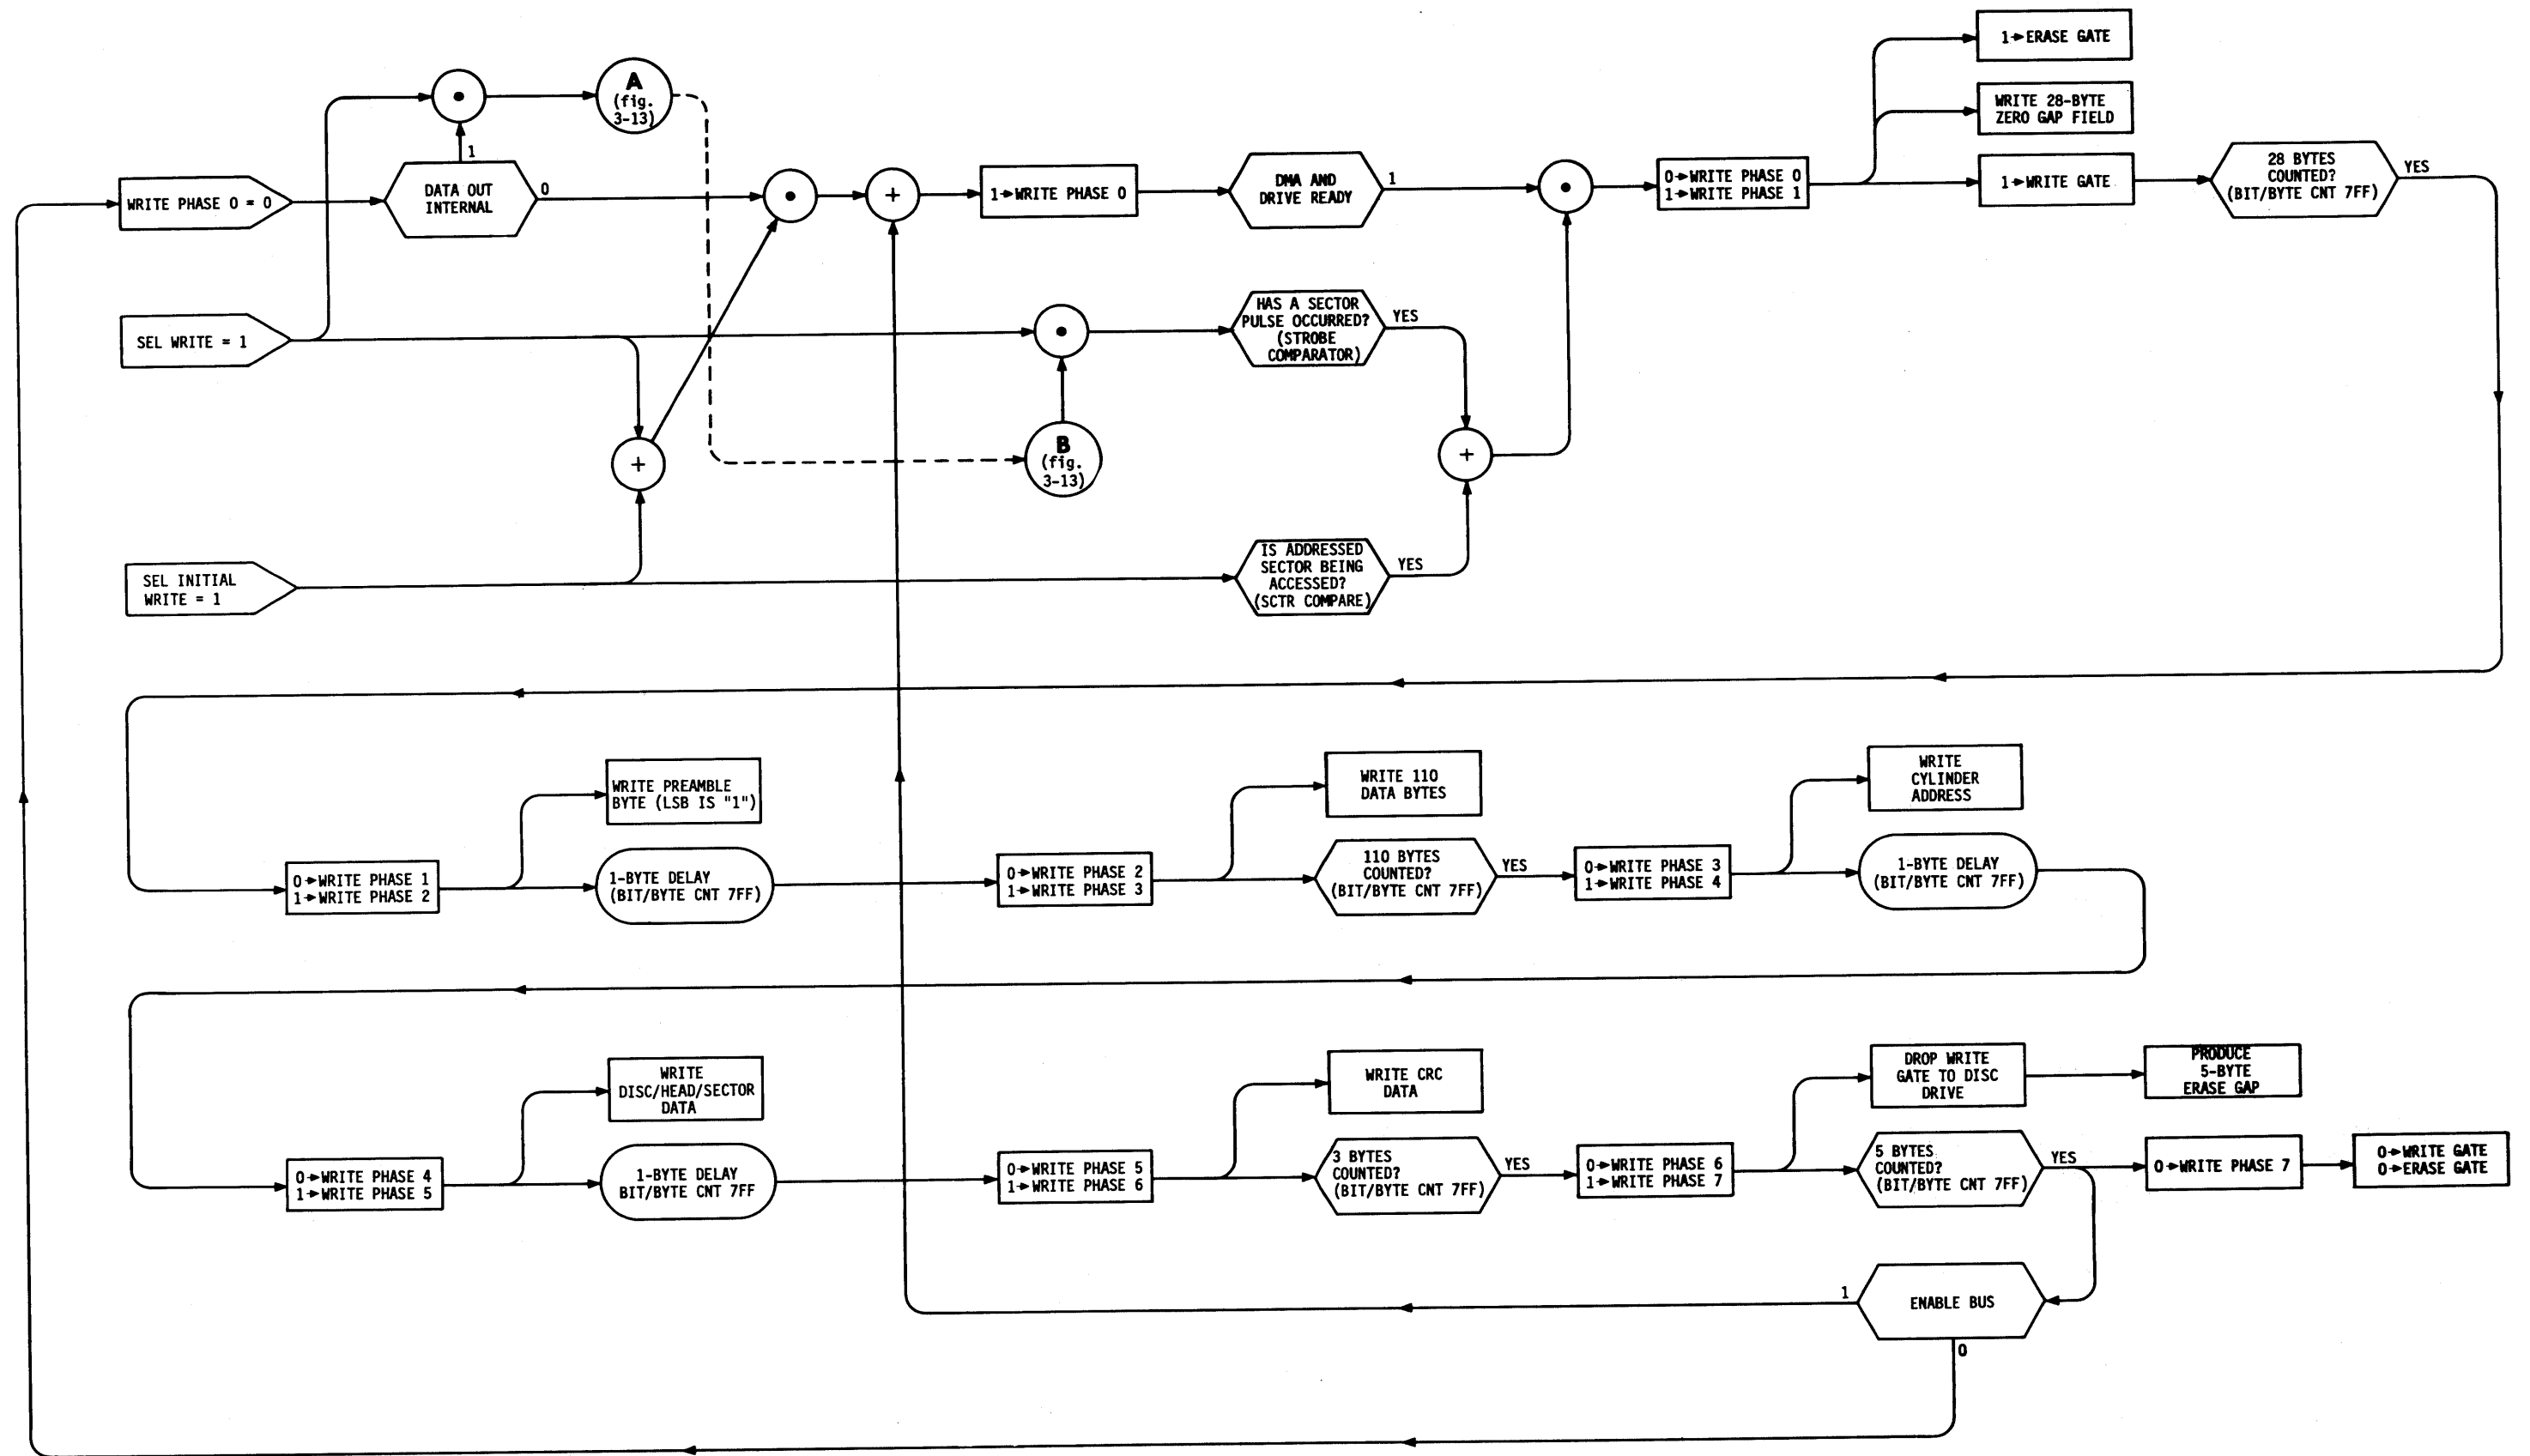 1➔ERASE GATE
A
(fig.
3-13)
WRITE 28-BYTE
ZERO GAP FIELD
1
WRITE PHASE 0 = 0
DATA OUT
INTERNAL
0
•
•
+
1➔WRITE PHASE 0
DMA AND
DRIVE READY
1
•
0➔WRITE PHASE 0
1➔WRITE PHASE 1
1➔WRITE GATE
28 BYTES
COUNTED?
(BIT/BYTE CNT 7FF)
YES
SEL WRITE = 1
•
HAS A SECTOR
PULSE OCCURRED?
(STROBE
COMPARATOR)
YES
+
B
(fig.
3-13)
+
SEL INITIAL
WRITE = 1
IS ADDRESSED
SECTOR BEING
ACCESSED?
(SCTR COMPARE)
YES
WRITE PREAMBLE
BYTE (LSB IS "1")
WRITE 110
DATA BYTES
WRITE
CYLINDER
ADDRESS
0➔WRITE PHASE 1
1➔WRITE PHASE 2
1-BYTE DELAY
(BIT/BYTE CNT 7FF)
0➔WRITE PHASE 2
1➔WRITE PHASE 3
110 BYTES
COUNTED?
(BIT/BYTE CNT 7FF)
YES
0➔WRITE PHASE 3
1➔WRITE PHASE 4
1-BYTE DELAY
(BIT/BYTE CNT 7FF)
WRITE
DISC/HEAD/SECTOR
DATA
WRITE CRC
DATA
DROP WRITE
GATE TO DISC
DRIVE
PRODUCE
5-BYTE
ERASE GAP
0➔WRITE PHASE 4
1➔WRITE PHASE 5
1-BYTE DELAY
BIT/BYTE CNT 7FF
0➔WRITE PHASE 5
1➔WRITE PHASE 6
3 BYTES
COUNTED?
(BIT/BYTE CNT 7FF)
YES
0➔WRITE PHASE 6
1➔WRITE PHASE 7
5 BYTES
COUNTED?
(BIT/BYTE CNT 7FF)
YES
0➔WRITE PHASE 7
0➔WRITE GATE
0➔ERASE GATE
1
ENABLE BUS
0